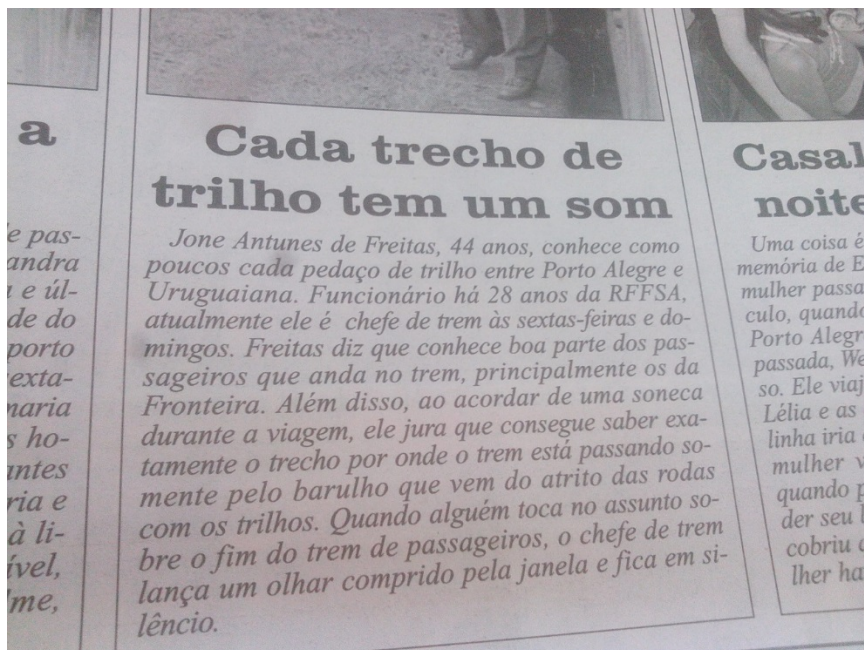 a
e pas-
andra
a e úl-
de do
porto
exta-
maria
s ho-
antes
ria e
à li-
ível,
lme,
Cada trecho de
trilho tem um som
Jone Antunes de Freitas, 44 anos, conhece como
poucos cada pedaço de trilho entre Porto Alegre e
Uruguaiana. Funcionário há 28 anos da RFFSA,
atualmente ele é chefe de trem às sextas-feiras e do-
mingos. Freitas diz que conhece boa parte dos pas-
sageiros que anda no trem, principalmente os da
Fronteira. Além disso, ao acordar de uma soneca
durante a viagem, ele jura que consegue saber exa-
tamente o trecho por onde o trem está passando so-
mente pelo barulho que vem do atrito das rodas
com os trilhos. Quando alguém toca no assunto so-
bre o fim do trem de passageiros, o chefe de trem
lança um olhar comprido pela janela e fica em si-
lêncio.
Casal
noite
Uma coisa é
memória de E
mulher passa
culo, quando
Porto Alegr
passada, We
so. Ele viaj
Lélia e as
linha iria
mulher v
quando p
der seu
cobriu
lher ha